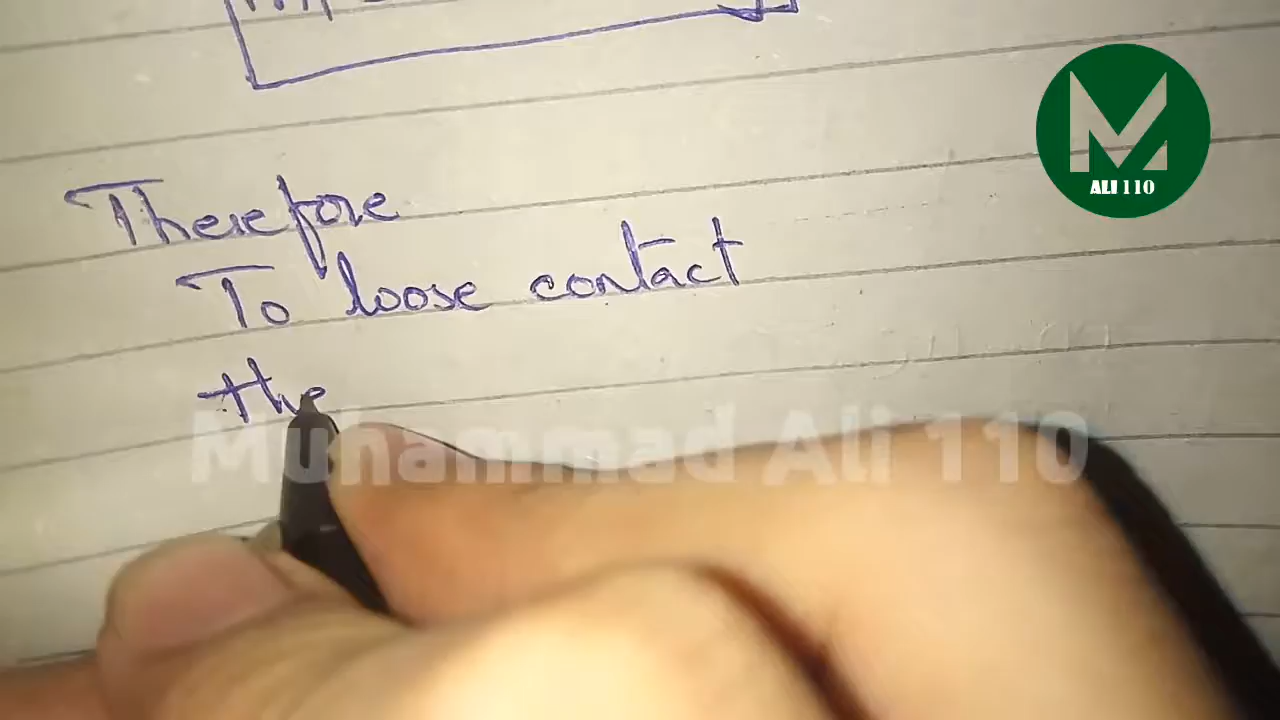 Therefore
To loose contact
the
M
ALI 110
Muhammad Ali 110